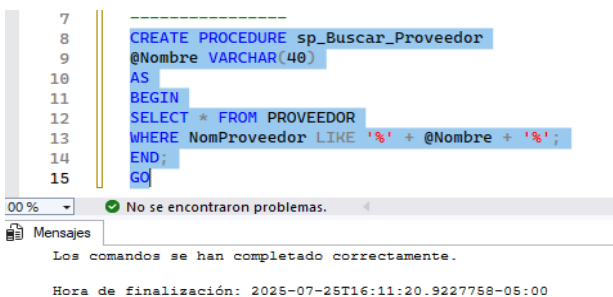 7 -----------------
8 CREATE PROCEDURE sp_Buscar_Proveedor
9 @Nombre VARCHAR(40)
10 AS
11 BEGIN
12 SELECT * FROM PROVEEDOR
13 WHERE NomProveedor LIKE '%' + @Nombre + '%';
14 END;
15 GO
00 % No se encontraron problemas.
Mensajes
Los comandos se han completado correctamente.
Hora de finalización: 2025-07-25T16:11:20.9227758-05:00